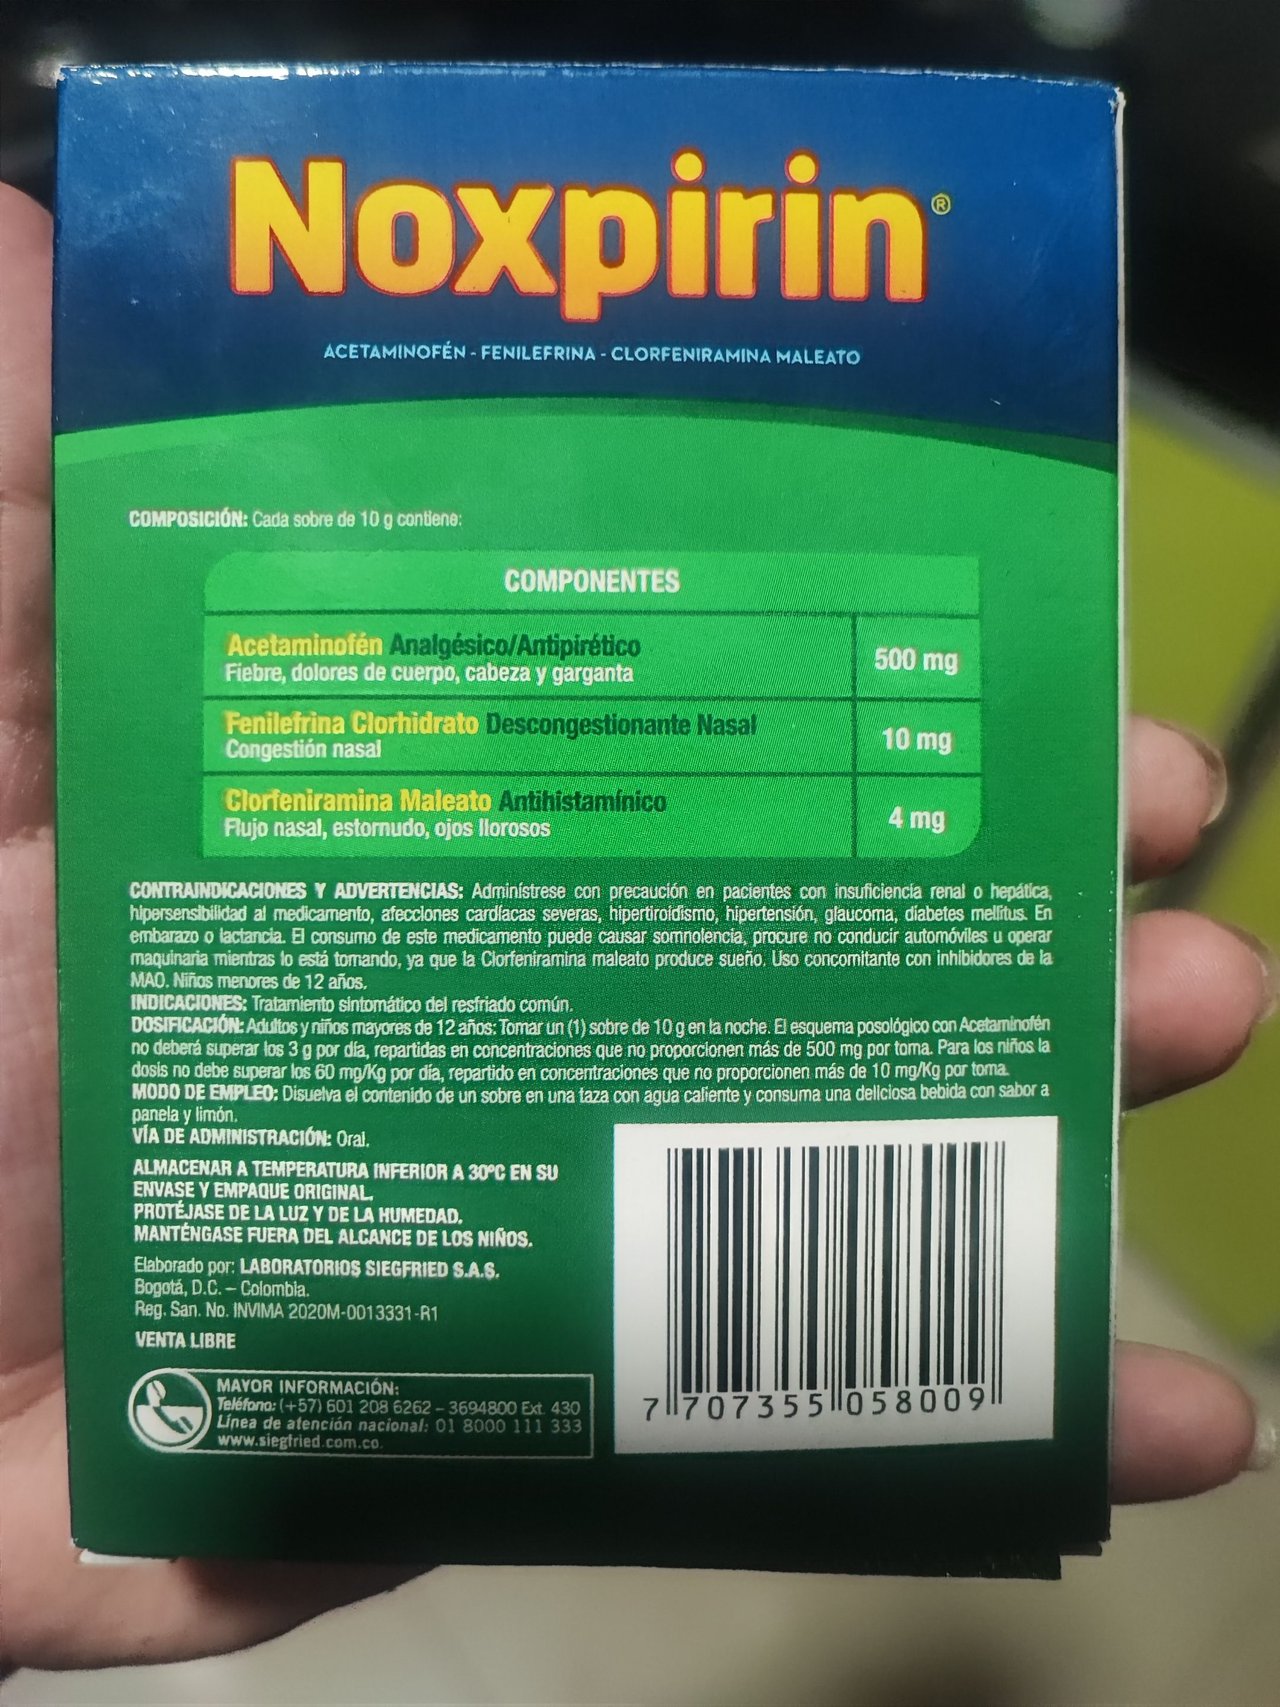 Noxpirin®
ACETAMINOFÉN - FENILEFRINA - CLORFENIRAMINA MALEATO
COMPOSICIÓN: Cada sobre de 10 g contiene:
COMPONENTES
Acetaminofén Analgésico/Antipirético
Fiebre, dolores de cuerpo, cabeza y garganta
500 mg
Fenilefrina Clorhidrato Descongestionante Nasal
Congestión nasal
10 mg
Clorfeniramina Maleato Antihistamínico
Flujo nasal, estornudo, ojos llorosos
4 mg
CONTRAINDICACIONES Y ADVERTENCIAS: Adminístrese con precaución en pacientes con insuficiencia renal o hepática,
hipersensibilidad al medicamento, afecciones cardíacas severas, hipertiroidismo, hipertensión, glaucoma, diabetes mellitus. En
embarazo o lactancia. El consumo de este medicamento puede causar somnolencia, procure no conducir automóviles u operar
maquinaria mientras lo está tomando, ya que la Clorfeniramina maleato produce sueño. Uso concomitante con inhibidores de la
MAO. Niños menores de 12 años.
INDICACIONES: Tratamiento sintomático del resfriado común.
DOSIFICACIÓN: Adultos y niños mayores de 12 años: Tomar un (1) sobre de 10 g en la noche. El esquema posológico con Acetaminofén
no deberá superar los 3 g por día, repartidas en concentraciones que no proporcionen más de 500 mg por toma. Para los niños la
dosis no debe superar los 60 mg/Kg por día, repartido en concentraciones que no proporcionen más de 10 mg/Kg por toma.
MODO DE EMPLEO: Disuelva el contenido de un sobre en una taza con agua caliente y consuma una deliciosa bebida con sabor a
panela y limón.
VÍA DE ADMINISTRACIÓN: Oral.
ALMACENAR A TEMPERATURA INFERIOR A 30°C EN SU
ENVASE Y EMPAQUE ORIGINAL.
PROTÉJASE DE LA LUZ Y DE LA HUMEDAD.
MANTÉNGASE FUERA DEL ALCANCE DE LOS NIÑOS.
Elaborado por: LABORATORIOS SIEGFRIED S.A.S.
Bogotá, D.C. – Colombia.
Reg. San. No. INVIMA 2020M-0013331-R1
VENTA LIBRE
MAYOR INFORMACIÓN:
Teléfono: (+57) 601 208 6262 – 3694800 Ext. 430
Línea de atención nacional: 01 8000 111 333
www.siegfried.com.co.
7 707355 058009